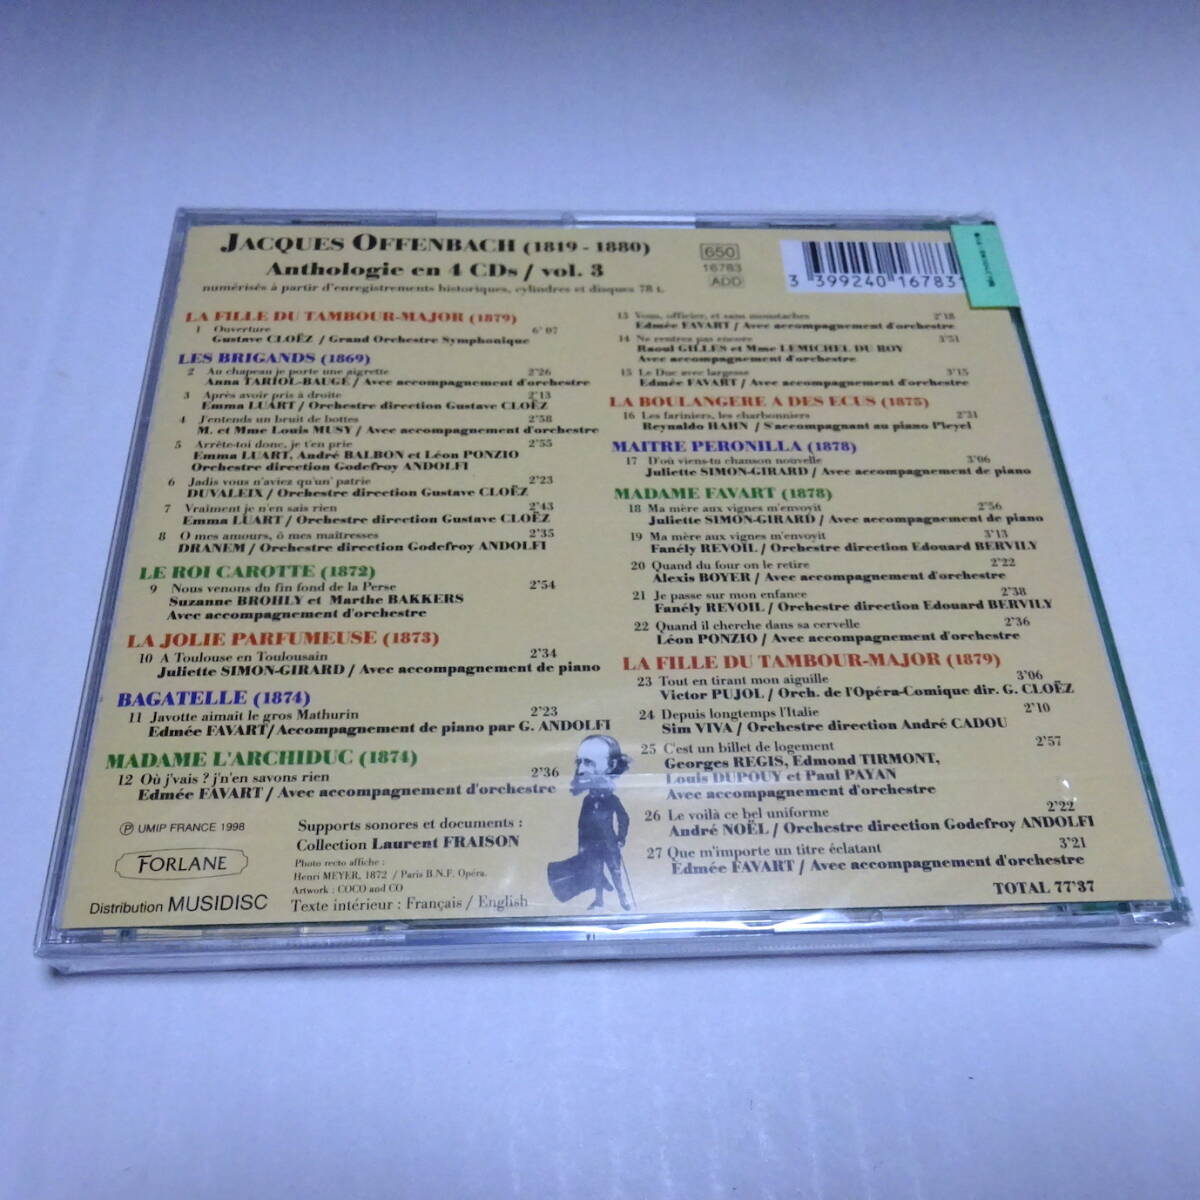 JACQUES OFFENBACH (1819 - 1880)
Anthologie en 4 CDs / vol. 3
numérisés à partir d'enregistrements historiques, cylindres et disques 78 t.
650
16783
ADD
3 399240 167831
LA FILLE DU TAMBOUR-MAJOR (1879)
1 Ouverture 6'07
Gustave CLOËZ / Grand Orchestre Symphonique
LES BRIGANDS (1869)
2 Au chapeau je porte une aigrette 2'26
Anna TARIOL-BAUGÉ / Avec accompagnement d'orchestre
3 Après avoir pris à droite 2'13
Emma LUART / Orchestre direction Gustave CLOËZ
4 J'entends un bruit de bottes 2'58
M. et Mme Louis MUSY / Avec accompagnement d'orchestre
5 Arrête-toi donc, je t'en prie 2'55
Emma LUART, André BALBON et Léon PONZIO
Orchestre direction Godefroy ANDOLFI
6 Jadis vous n'aviez qu'un' patrie 2'23
DUVALEIX / Orchestre direction Gustave CLOËZ
7 Vraiment je n'en sais rien 2'43
Emma LUART / Orchestre direction Gustave CLOËZ
8 O mes amours, ô mes maîtresses 2'35
DRANEM / Orchestre direction Godefroy ANDOLFI
LE ROI CAROTTE (1872)
9 Nous venons du fin fond de la Perse 2'54
Suzanne BROHLY et Marthe BAKKERS
Avec accompagnement d'orchestre
LA JOLIE PARFUMEUSE (1873)
10 A Toulouse en Toulousain 2'34
Juliette SIMON-GIRARD / Avec accompagnement de piano
BAGATELLE (1874)
11 Javotte aimait le gros Mathurin 2'23
Edmée FAVART / Accompagnement de piano par G. ANDOLFI
MADAME L'ARCHIDUC (1874)
12 Où j'vais ? j'n'en savons rien 2'36
Edmée FAVART / Avec accompagnement d'orchestre
13 Vous, officier, et sans moustaches 2'18
Edmée FAVART / Avec accompagnement d'orchestre
14 Ne rentrez pas encore 3'51
Raoul GILLES et Mme LEMICHEL DU ROY
Avec accompagnement d'orchestre
15 Le Duc avec largesse 3'15
Edmée FAVART / Avec accompagnement d'orchestre
LA BOULANGERE A DES ECUS (1875)
16 Les fariniers, les charbonniers 2'31
Reynaldo HAHN / S'accompagnant au piano Pleyel
MAITRE PERONILLA (1878)
17 D'où viens-tu chanson nouvelle 3'06
Juliette SIMON-GIRARD / Avec accompagnement de piano
MADAME FAVART (1878)
18 Ma mère aux vignes m'envoyit 2'56
Juliette SIMON-GIRARD / Avec accompagnement de piano
19 Ma mère aux vignes m'envoyit 3'13
Fanély REVOIL / Orchestre direction Edouard BERVILY
20 Quand du four on le retire 2'22
Alexis BOYER / Avec accompagnement d'orchestre
21 Je passe sur mon enfance 2'38
Fanély REVOIL / Orchestre direction Edouard BERVILY
22 Quand il cherche dans sa cervelle 2'36
Léon PONZIO / Avec accompagnement d'orchestre
LA FILLE DU TAMBOUR-MAJOR (1879)
23 Tout en tirant mon aiguille 3'06
Victor PUJOL / Orch. de l'Opéra-Comique dir. G. CLOËZ
24 Depuis longtemps l'Italie 2'10
Sim VIVA / Orchestre direction André CADOU
25 C'est un billet de logement 2'57
Georges REGIS, Edmond TIRMONT,
Louis DUPOUY et Paul PAYAN
Avec accompagnement d'orchestre
26 Le voilà ce bel uniforme 2'22
André NOËL / Orchestre direction Godefroy ANDOLFI
27 Que m'importe un titre éclatant 3'21
Edmée FAVART / Avec accompagnement d'orchestre
TOTAL 77'37
Ⓟ UMIP FRANCE 1998
FORLANE
Distribution MUSIDISC
Supports sonores et documents :
Collection Laurent FRAISON
Photo recto affiche :
Henri MEYER, 1872 / Paris B.N.F. Opéra.
Artwork : COCO and CO
Texte intérieur : Français / English